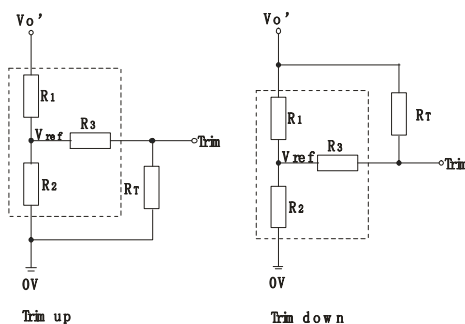 Vo'
R1
Vref
R3
Trim
R2
RT
0V
Trim up
Vo'
RT
R1
Vref
R3
Trim
R2
0V
Trim down